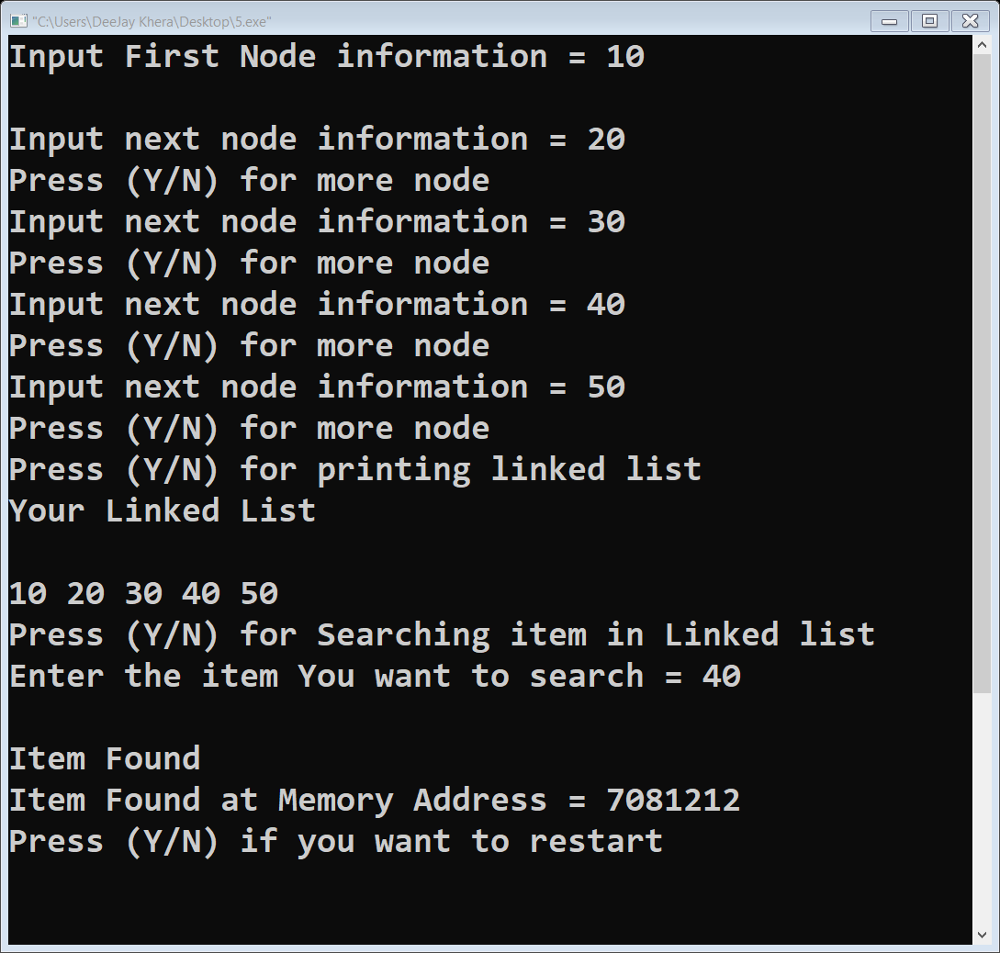 "C:\Users\DeeJay Khera\Desktop\5.exe"
Input First Node information = 10
Input next node information = 20
Press (Y/N) for more node
Input next node information = 30
Press (Y/N) for more node
Input next node information = 40
Press (Y/N) for more node
Input next node information = 50
Press (Y/N) for more node
Press (Y/N) for printing linked list
Your Linked List
10 20 30 40 50
Press (Y/N) for Searching item in Linked list
Enter the item You want to search = 40
Item Found
Item Found at Memory Address = 7081212
Press (Y/N) if you want to restart